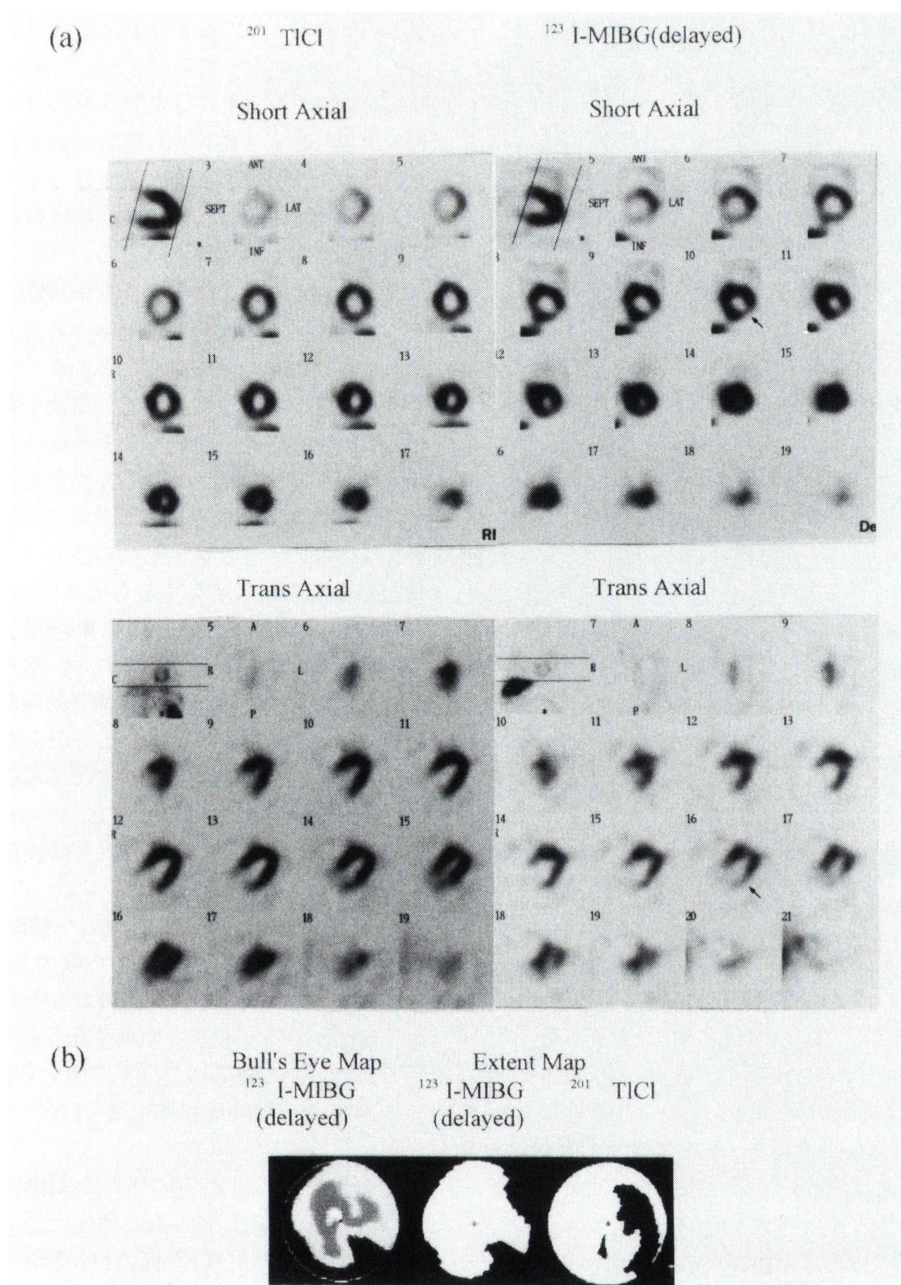 (a)
201 TlCl
123 I-MIBG(delayed)
Short Axial
Short Axial
3 ANT 4 5
SEPT LAT
C
INF
6 7 8 9
10 11 12 13
R
14 15 16 17
RI
5 ANT 6 7
SEPT LAT
INF
9 10 11
12 13 14 15
17 18 19
De
Trans Axial
Trans Axial
5 A 6 7
C R L
P
8 9 10 11
12 13 14 15
R
16 17 18 19
7 A 8 9
C R L
P
10 11 12 13
14 15 16 17
R
18 19 20 21
(b)
Bull's Eye Map
Extent Map
123 I-MIBG
(delayed)
123 I-MIBG
(delayed)
201 TlCl